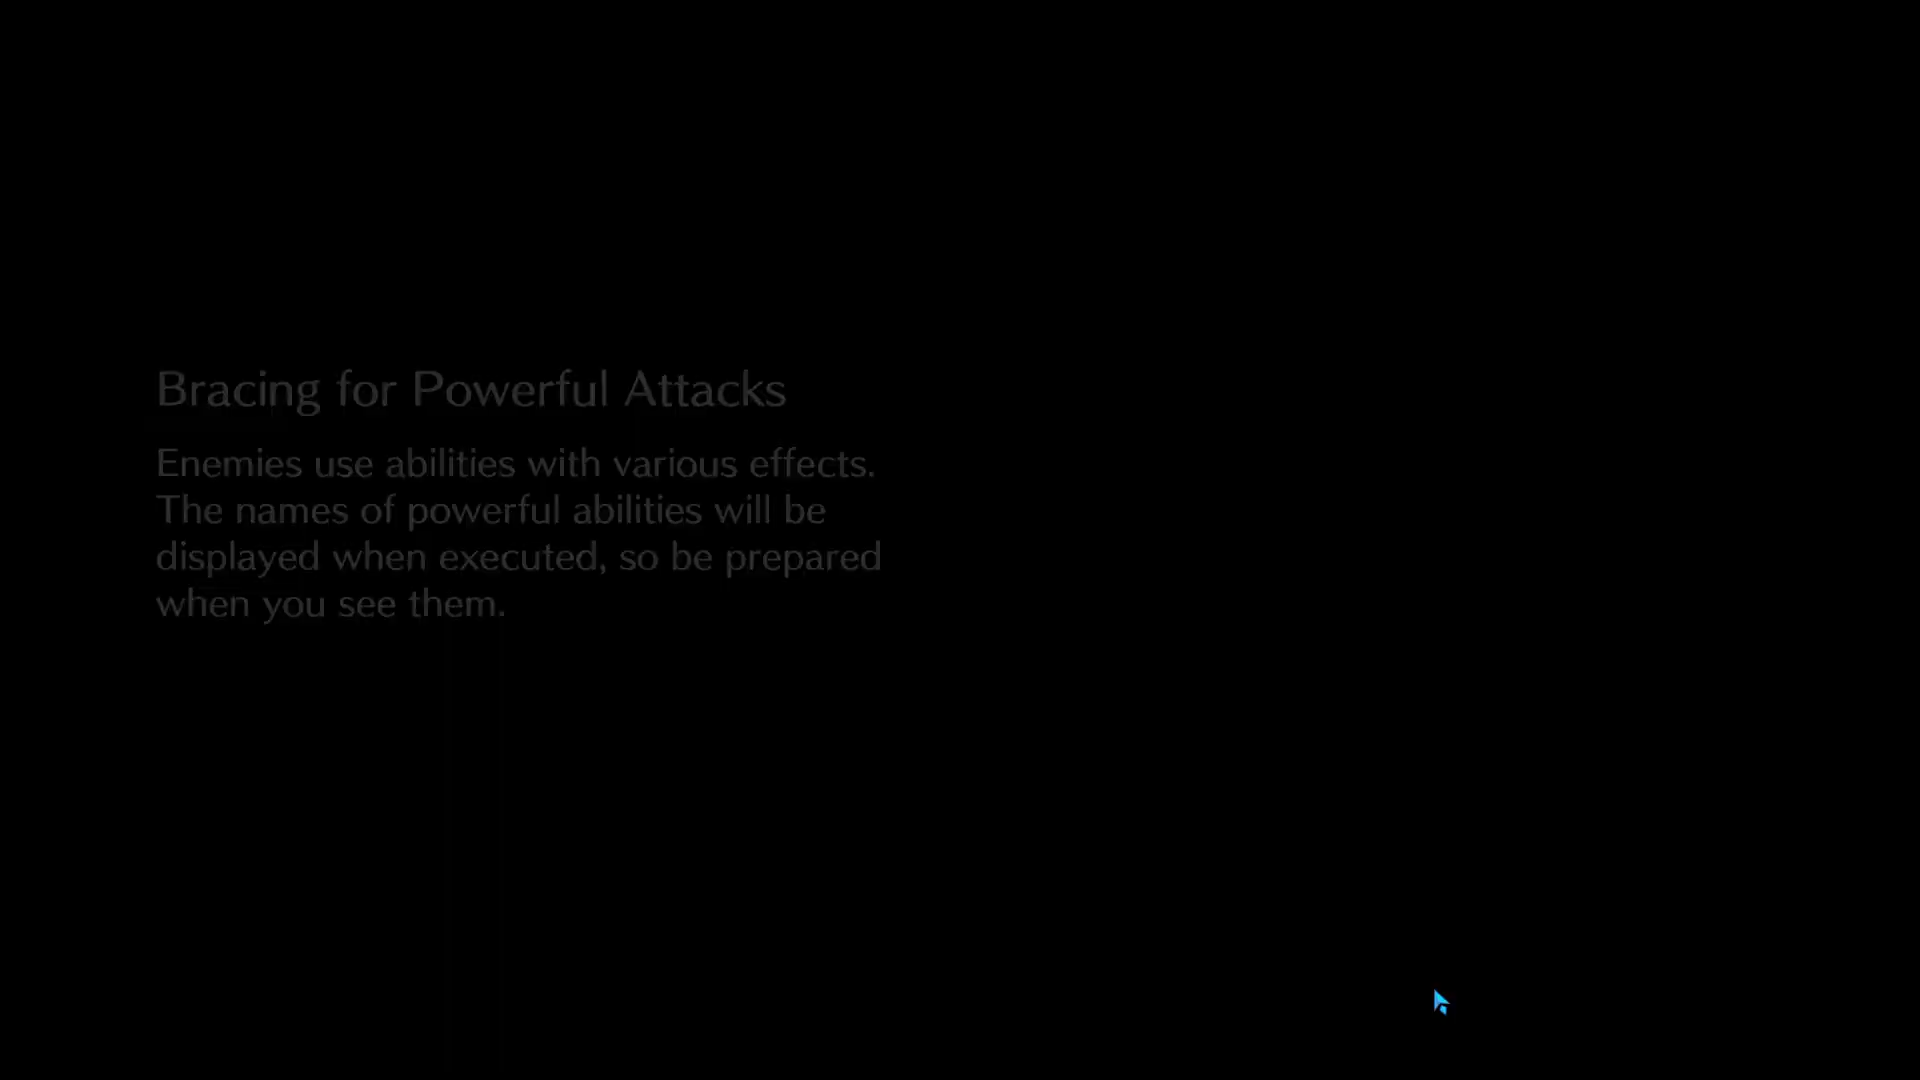 Bracing for Powerful Attacks
Enemies use abilities with various effects.
The names of powerful abilities will be
displayed when executed, so be prepared
when you see them.